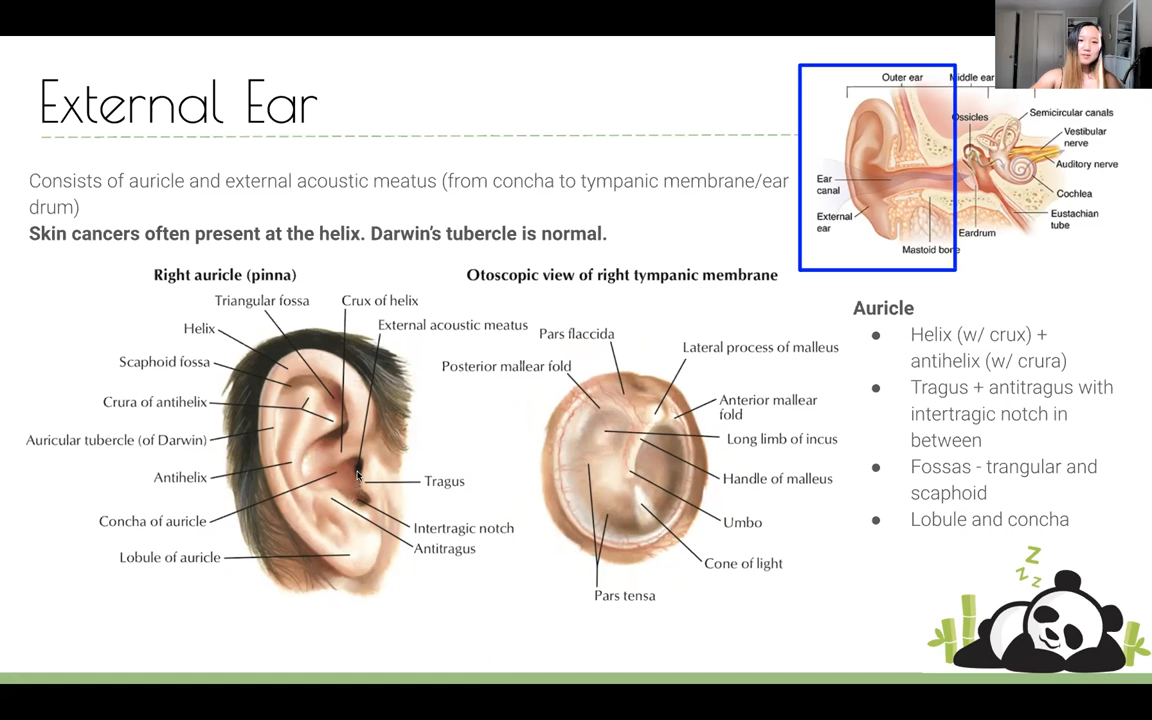 External Ear
Consists of auricle and external acoustic meatus (from concha to tympanic membrane/ear
drum)
Skin cancers often present at the helix. Darwin's tubercle is normal.
Outer ear
Middle ear
Ossicles
Semicircular canals
Vestibular
nerve
Auditory nerve
Ear
canal
Cochlea
External
ear
Eustachian
tube
Eardrum
Mastoid bone
Right auricle (pinna)
Triangular fossa
Crux of helix
Helix
External acoustic meatus
Scaphoid fossa
Crura of antihelix
Auricular tubercle (of Darwin)
Antihelix
Tragus
Concha of auricle
Intertragic notch
Antitragus
Lobule of auricle
Otoscopic view of right tympanic membrane
Pars flaccida
Lateral process of malleus
Posterior mallear fold
Anterior mallear
fold
Long limb of incus
Handle of malleus
Umbo
Cone of light
Pars tensa
Auricle
● Helix (w/ crux) +
antihelix (w/ crura)
● Tragus + antitragus with
intertragic notch in
between
● Fossas - trangular and
scaphoid
● Lobule and concha
Z
Z
Z